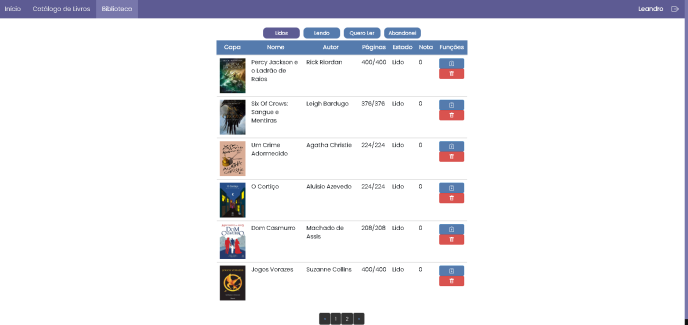 Início Catálogo de Livros Biblioteca Leandro
Lidos Lendo Quero Ler Abandonei
Capa Nome Autor Páginas Estado Nota Funções
Percy Jackson e Rick Riordan 400/400 Lido 0
o Ladrão de
Raios
Six Of Crows: Leigh Bardugo 376/376 Lido 0
Sangue e
Mentiras
Um Crime Agatha Christie 224/224 Lido 0
Adormecido
O Cortiço Aluísio Azevedo 224/224 Lido 0
Dom Casmurro Machado de 208/208 Lido 0
Assis
DOM
CASMURRO
Jogos Vorazes Suzanne Collins 400/400 Lido 0
‹ 1 2 ›